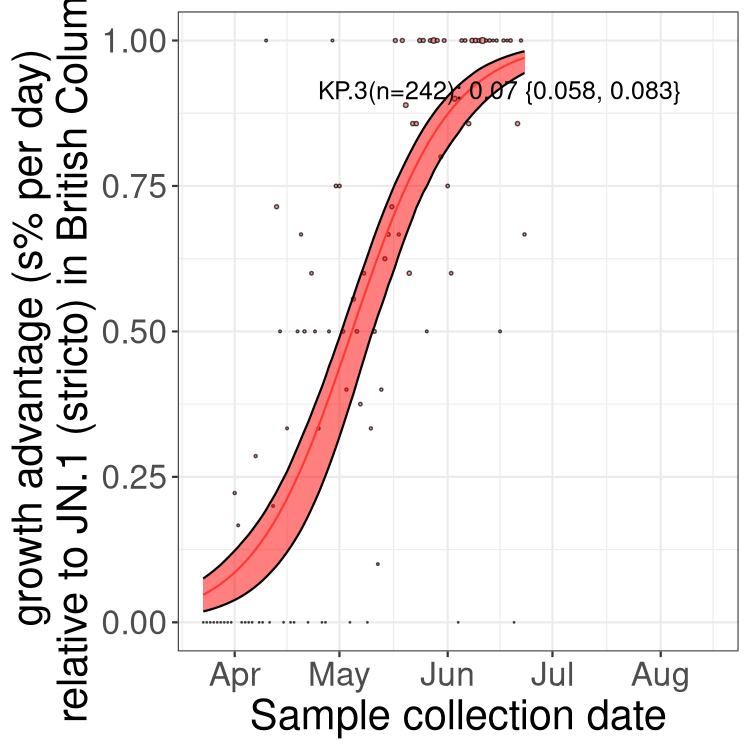 growth advantage (s% per day)
relative to JN.1 (stricto) in British Colum
1.00
0.75
0.50
0.25
0.00
KP.3(n=242): 0.07 {0.058, 0.083}
Apr May Jun Jul Aug
Sample collection date